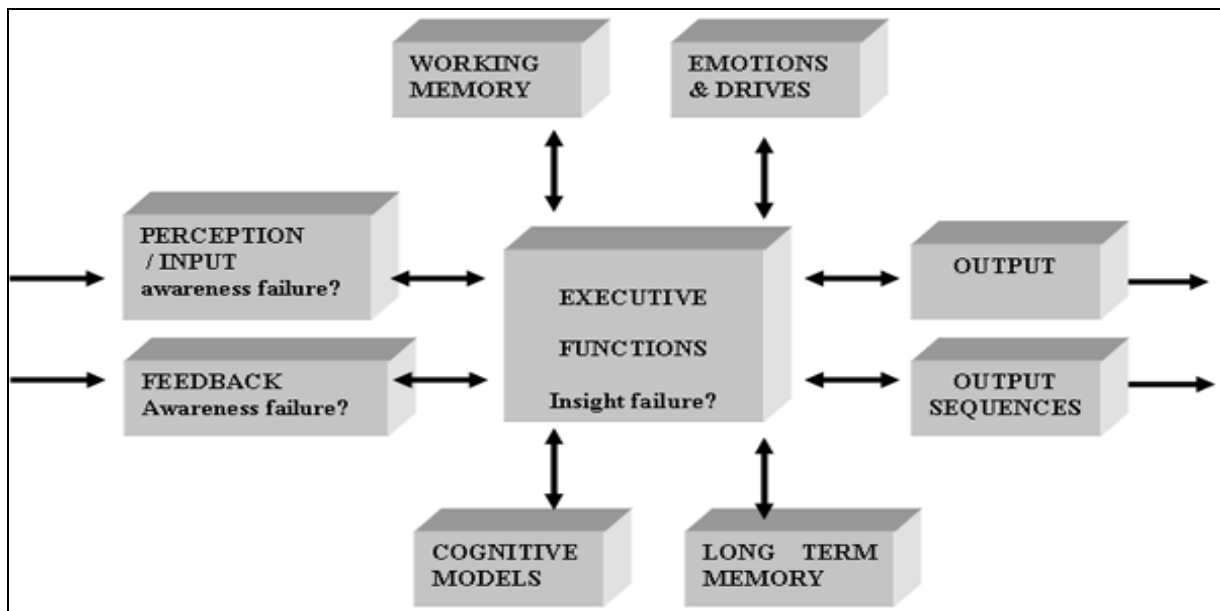 WORKING
MEMORY
EMOTIONS
& DRIVES
PERCEPTION
/ INPUT
awareness failure?
FEEDBACK
Awareness failure?
EXECUTIVE
FUNCTIONS
Insight failure?
OUTPUT
OUTPUT
SEQUENCES
COGNITIVE
MODELS
LONG TERM
MEMORY